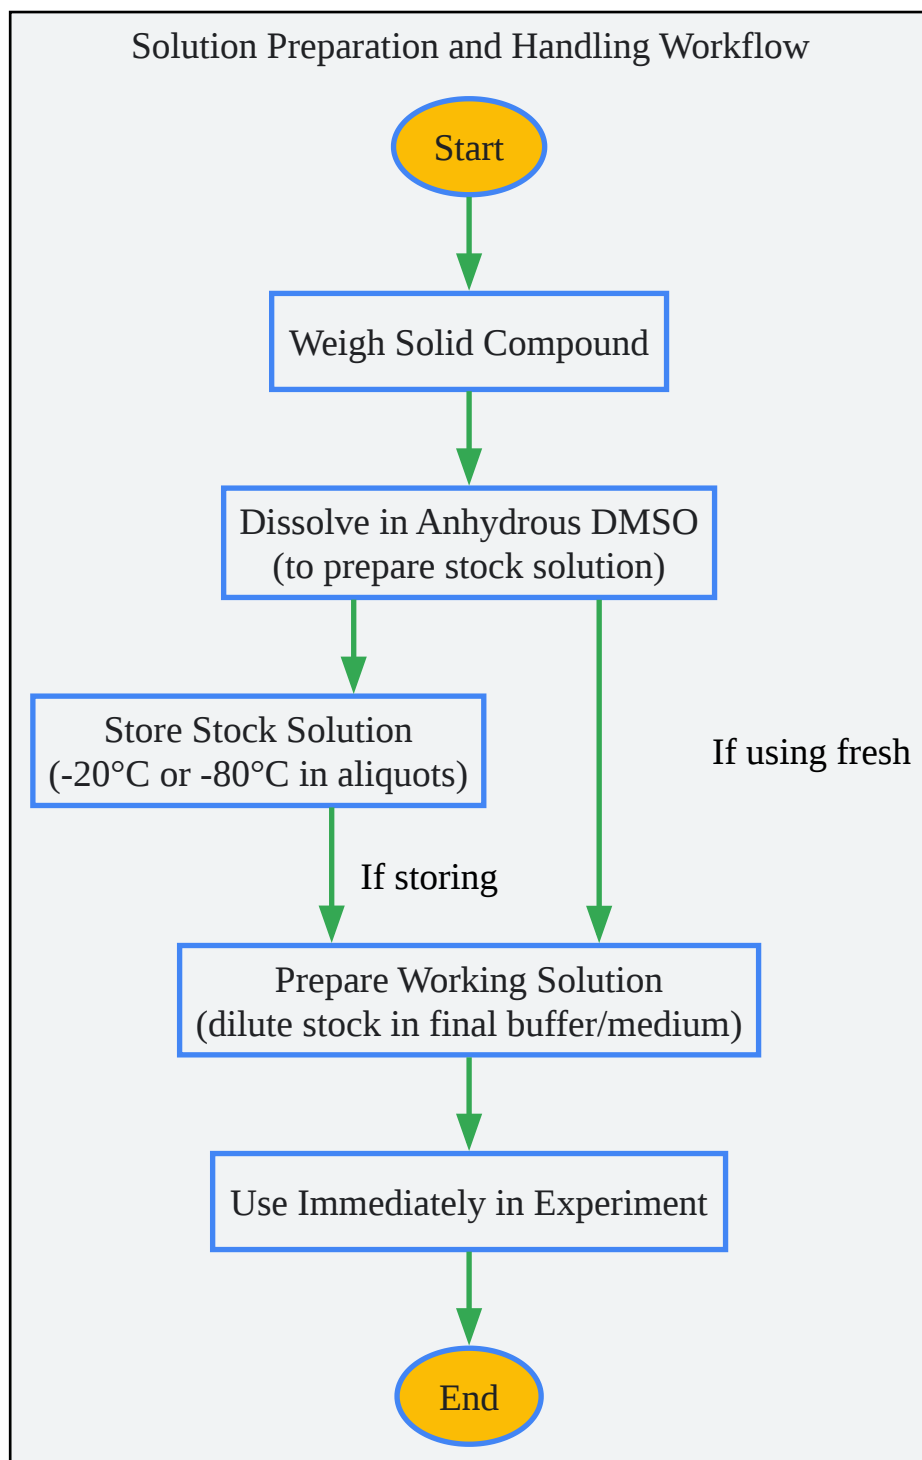 Solution Preparation and Handling Workflow
Start
Weigh Solid Compound
Dissolve in Anhydrous DMSO
(to prepare stock solution)
Store Stock Solution
(-20°C or -80°C in aliquots)
If using fresh
If storing
Prepare Working Solution
(dilute stock in final buffer/medium)
Use Immediately in Experiment
End